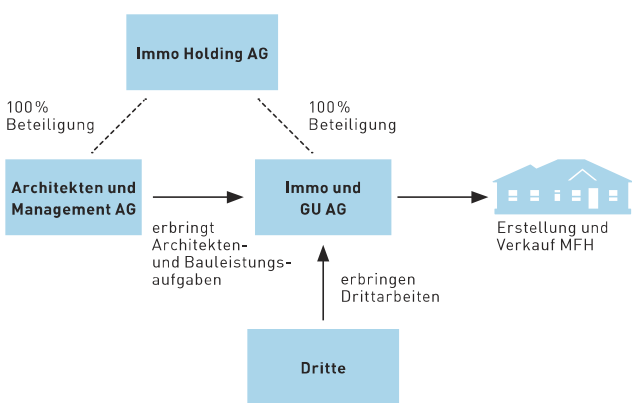 Immo Holding AG
100%
Beteiligung
100%
Beteiligung
Architekten und
Management AG
Immo und
GU AG
erbringt
Architekten-
und Bauleistungs-
aufgaben
Erstellung und
Verkauf MFH
erbringen
Drittarbeiten
Dritte